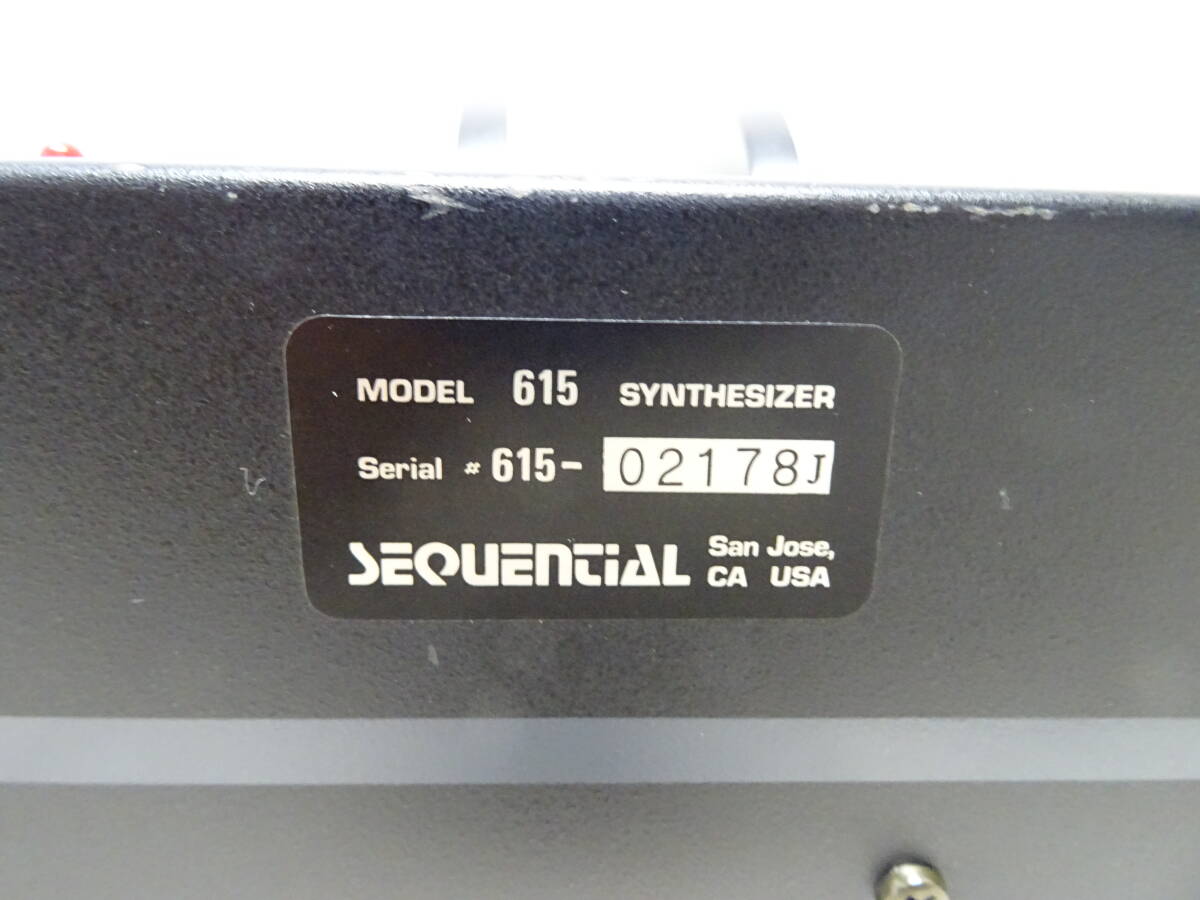 MODEL 615 SYNTHESIZER
Serial # 615- 02178J
SEQUENTIAL San Jose,
CA USA